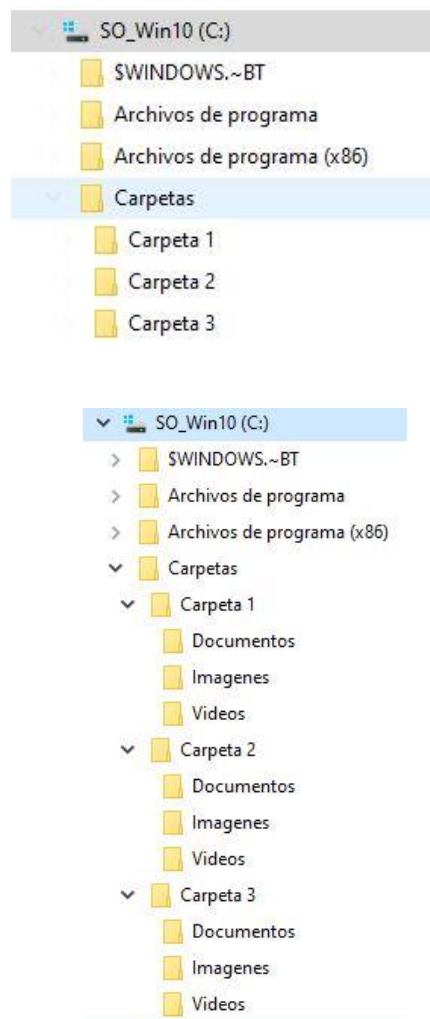 SO_Win10 (C:)
$WINDOWS.~BT
Archivos de programa
Archivos de programa (x86)
Carpetas
Carpeta 1
Carpeta 2
Carpeta 3
SO_Win10 (C:)
$WINDOWS.~BT
Archivos de programa
Archivos de programa (x86)
Carpetas
Carpeta 1
Documentos
Imagenes
Videos
Carpeta 2
Documentos
Imagenes
Videos
Carpeta 3
Documentos
Imagenes
Videos